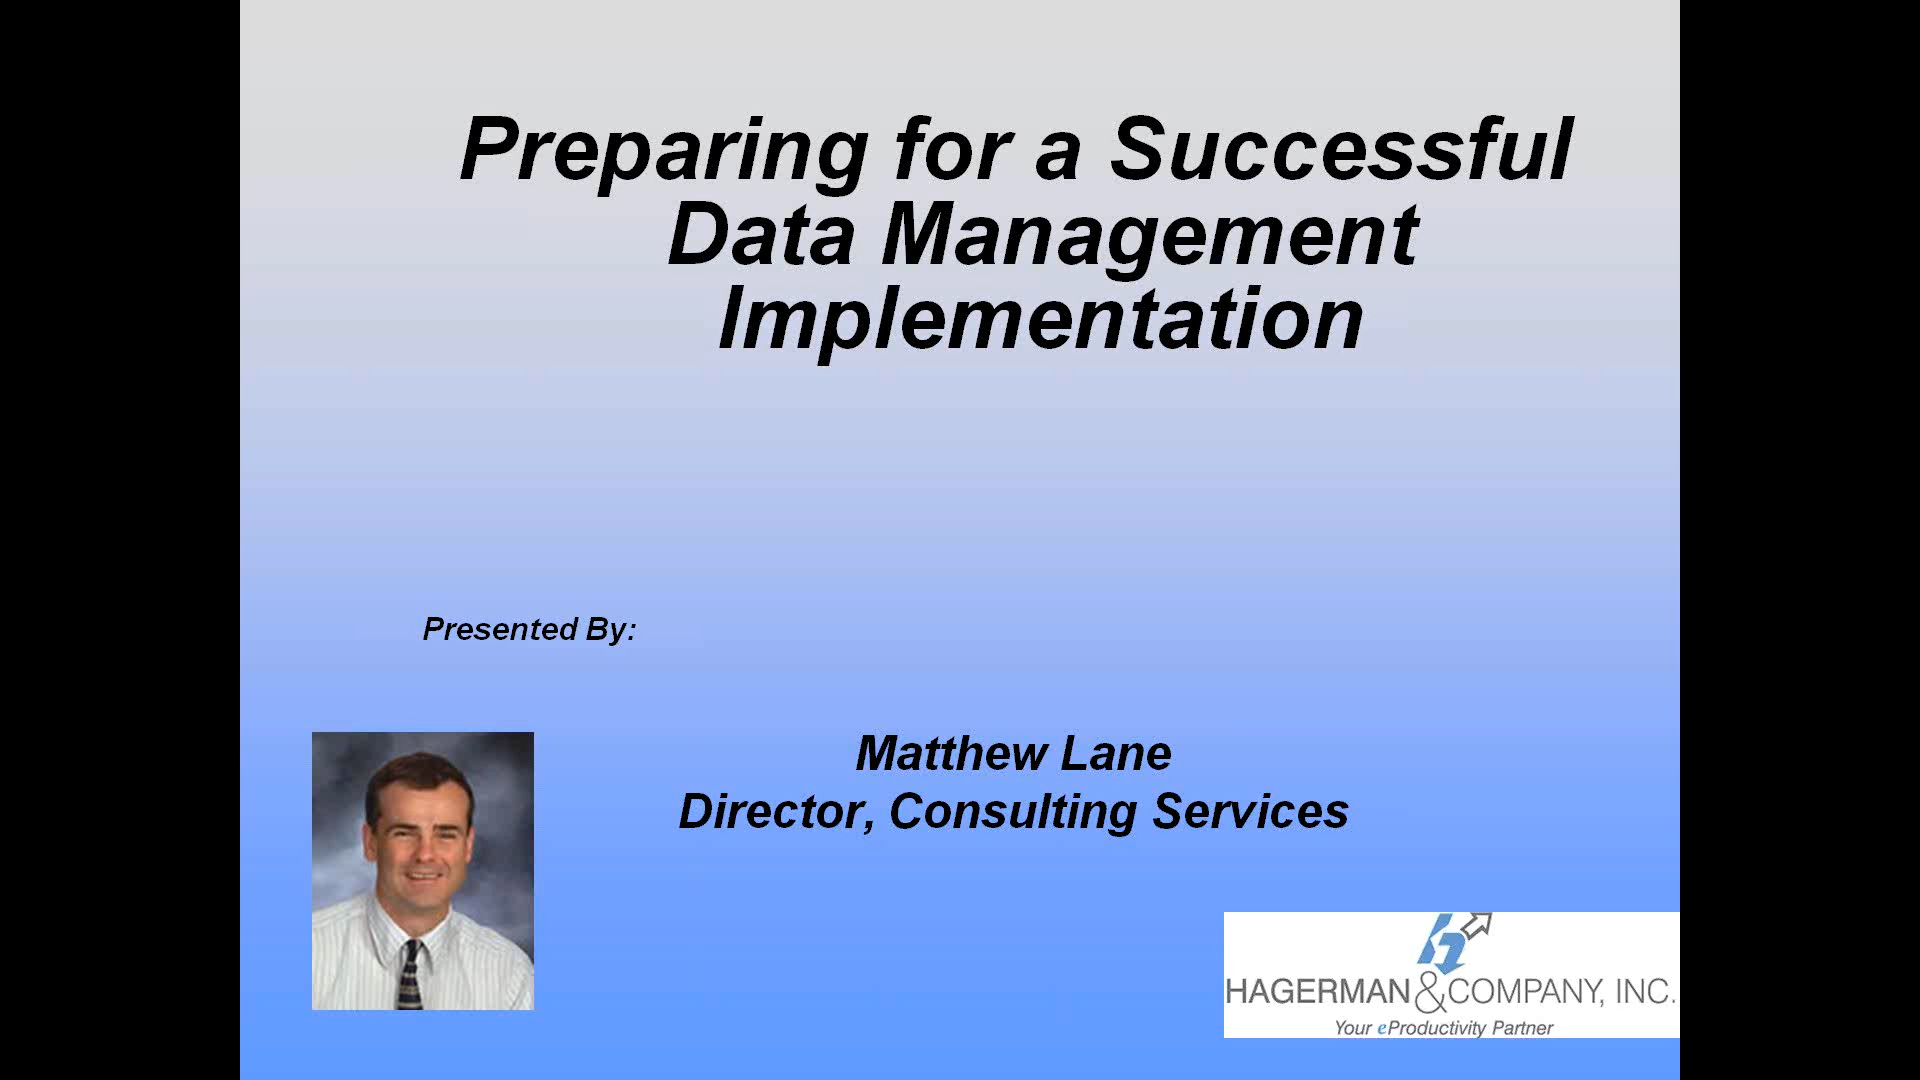 Preparing for a Successful
Data Management
Implementation
Presented By:
Matthew Lane
Director, Consulting Services
HAGERMAN & COMPANY, INC.
Your eProductivity Partner